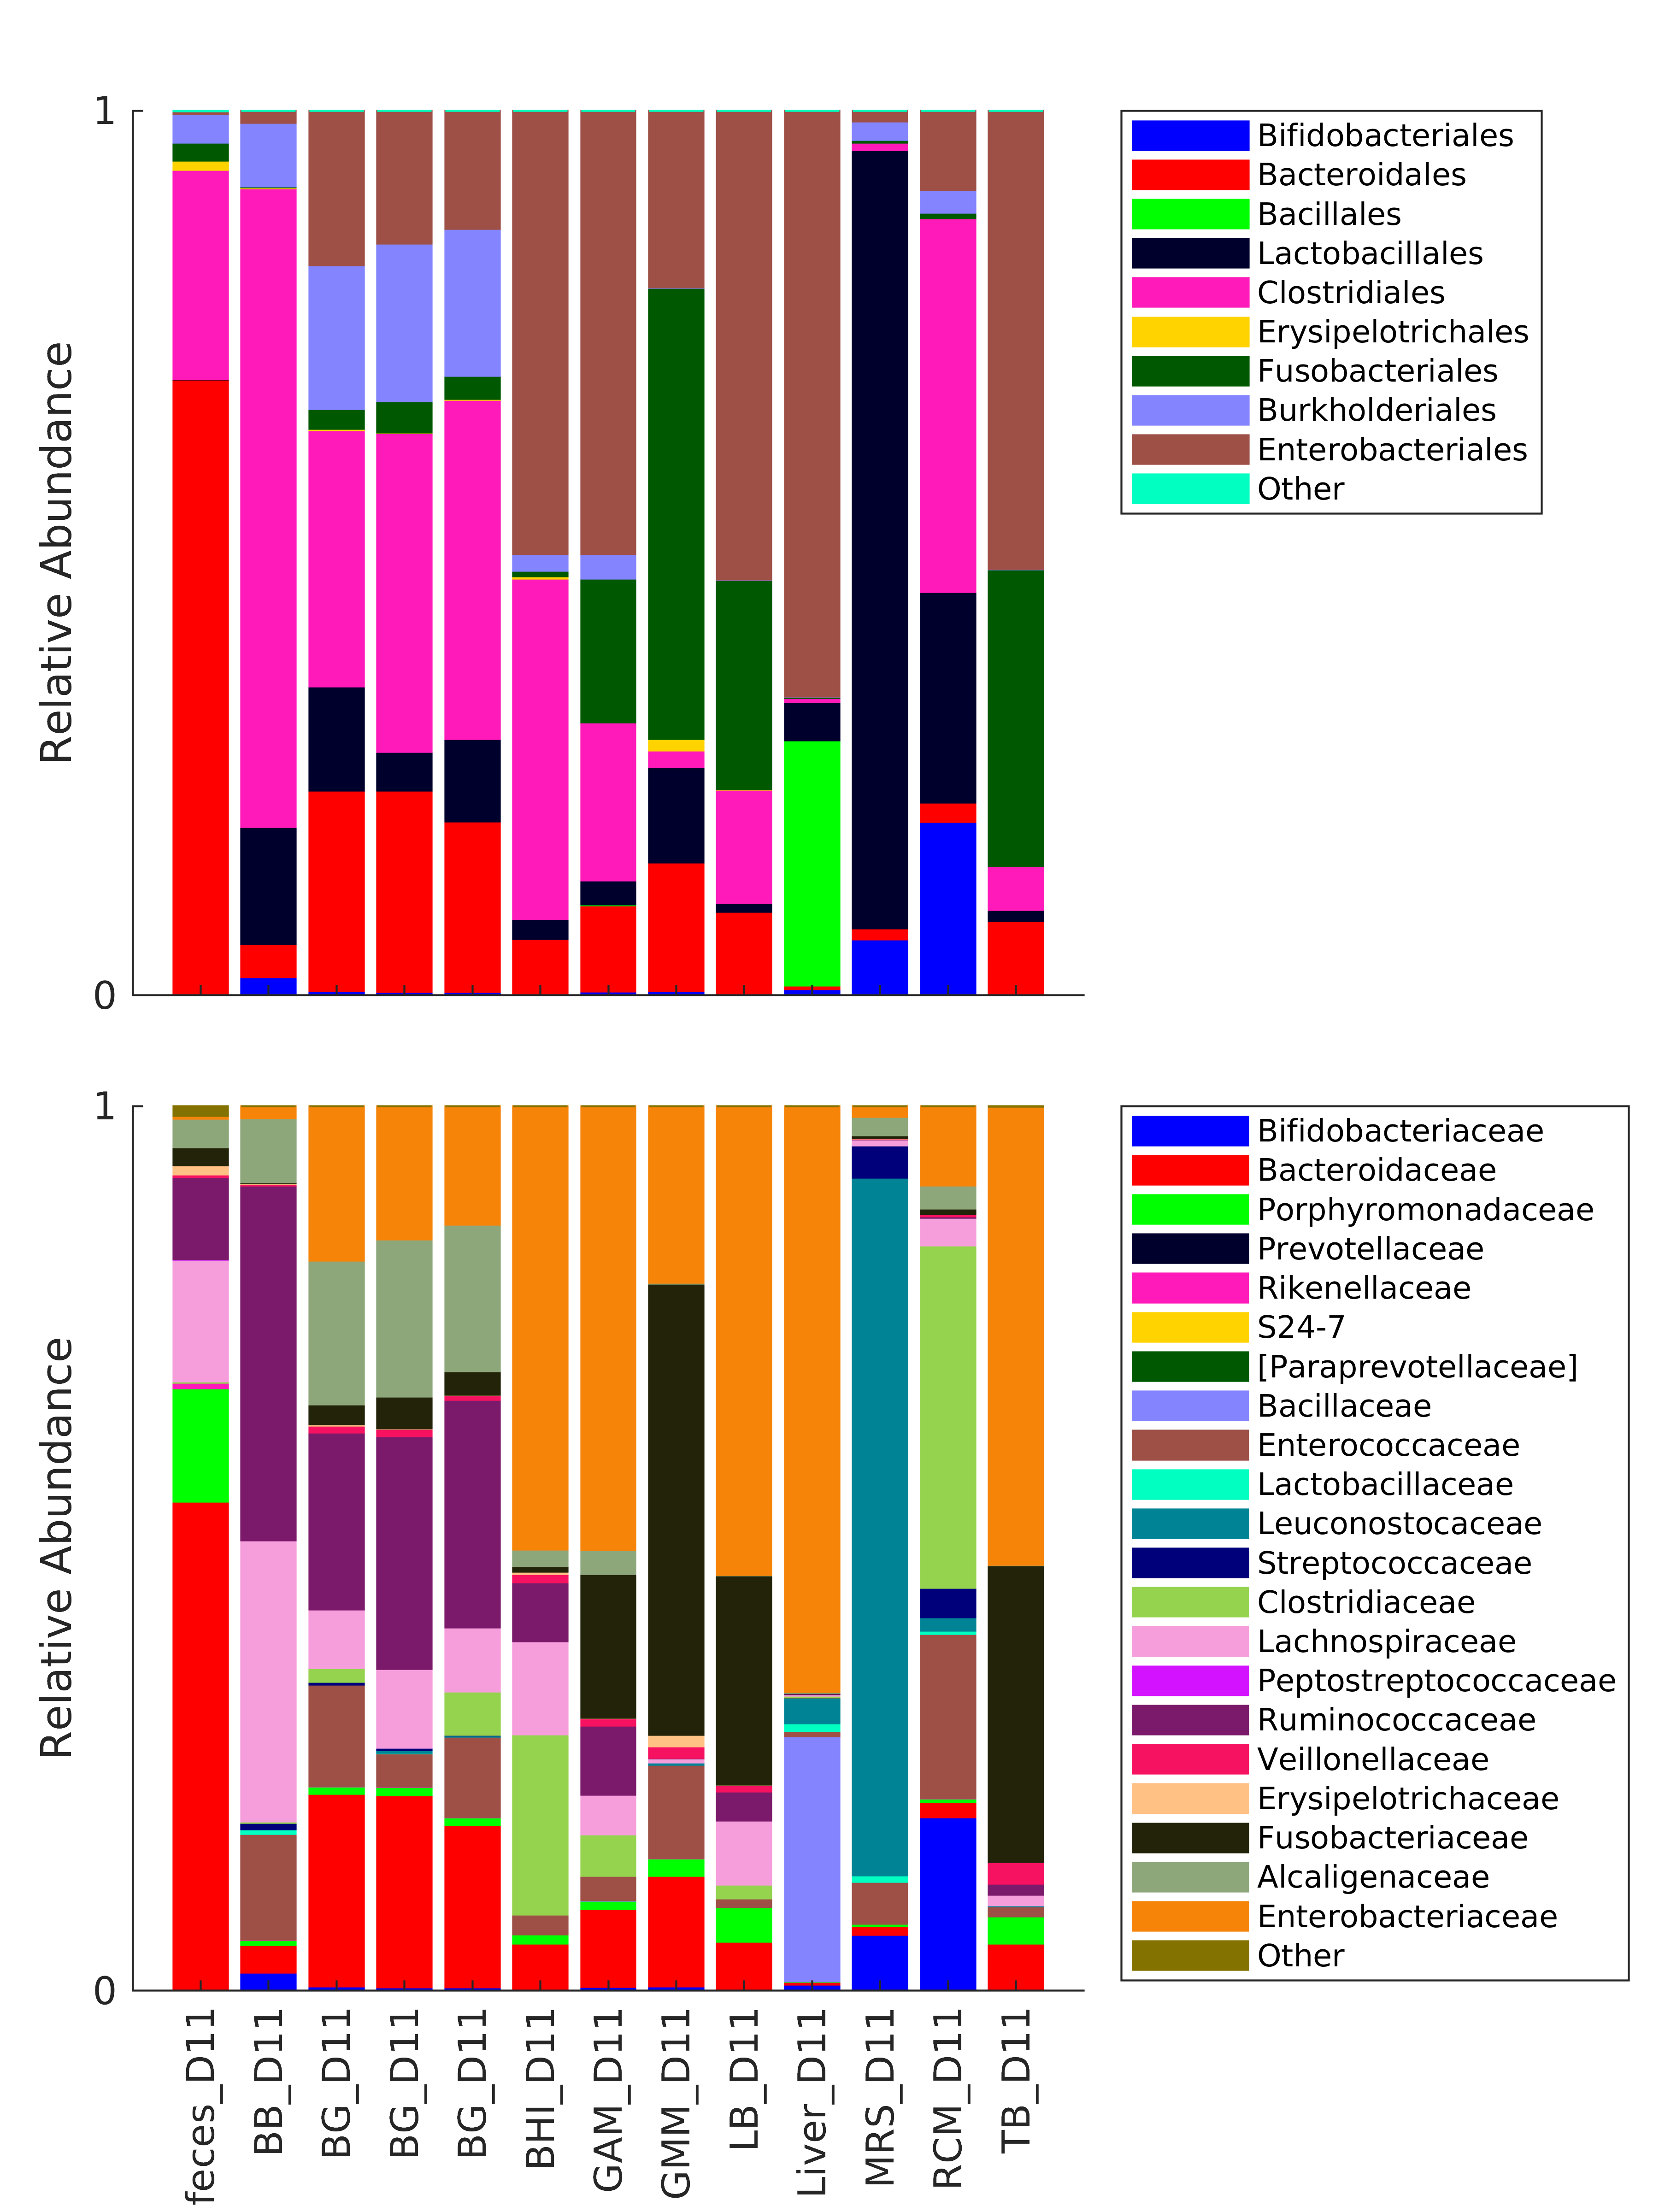 1
0
Relative Abundance
Bifidobacteriales
Bacteroidales
Bacillales
Lactobacillales
Clostridiales
Erysipelotrichales
Fusobacteriales
Burkholderiales
Enterobacteriales
Other
1
0
Relative Abundance
Bifidobacteriaceae
Bacteroidaceae
Porphyromonadaceae
Prevotellaceae
Rikenellaceae
S24-7
[Paraprevotellaceae]
Bacillaceae
Enterococcaceae
Lactobacillaceae
Leuconostocaceae
Streptococcaceae
Clostridiaceae
Lachnospiraceae
Peptostreptococcaceae
Ruminococcaceae
Veillonellaceae
Erysipelotrichaceae
Fusobacteriaceae
Alcaligenaceae
Enterobacteriaceae
Other
feces_D11
BB_D11
BG_D11
BG_D11
BG_D11
BHI_D11
GAM_D11
GMM_D11
LB_D11
Liver_D11
MRS_D11
RCM_D11
TB_D11